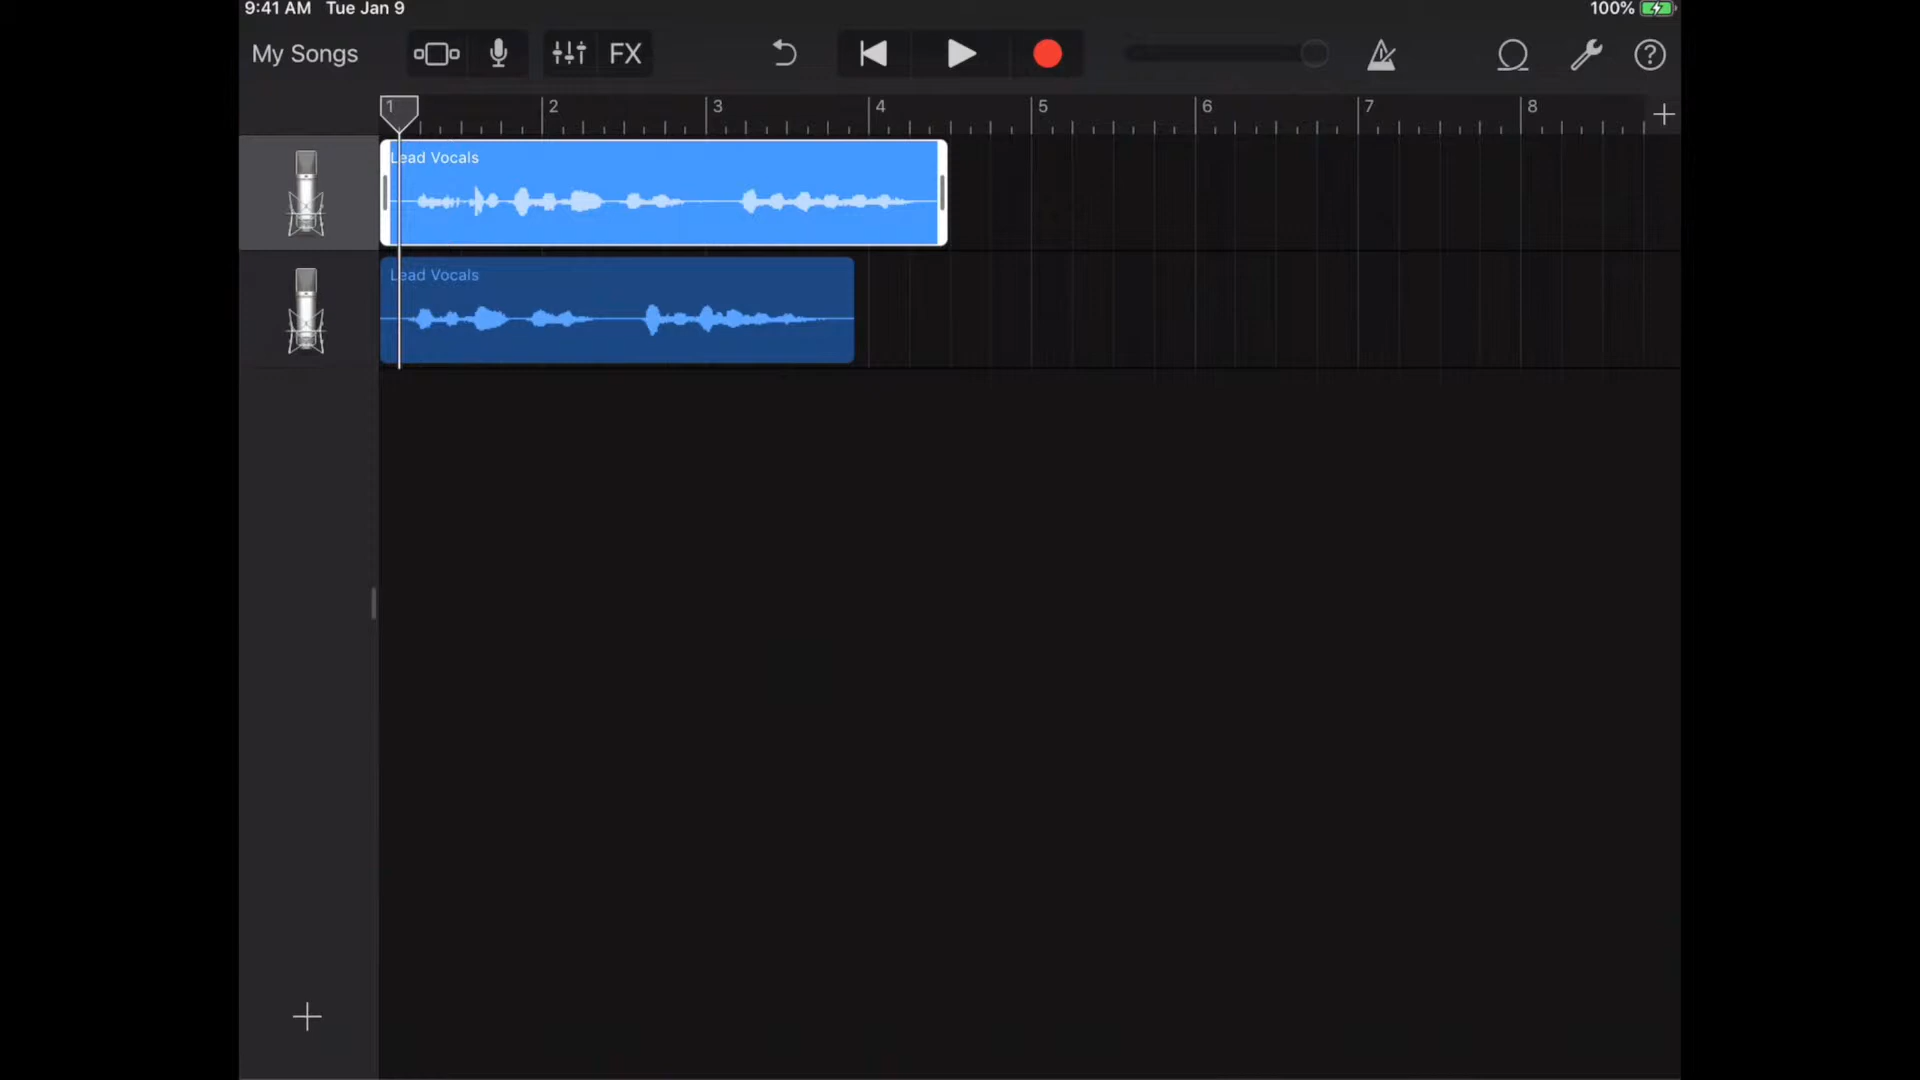 9:41 AM Tue Jan 9
100%
My Songs
FX
1 2 3 4 5 6 7 8
Lead Vocals
Lead Vocals